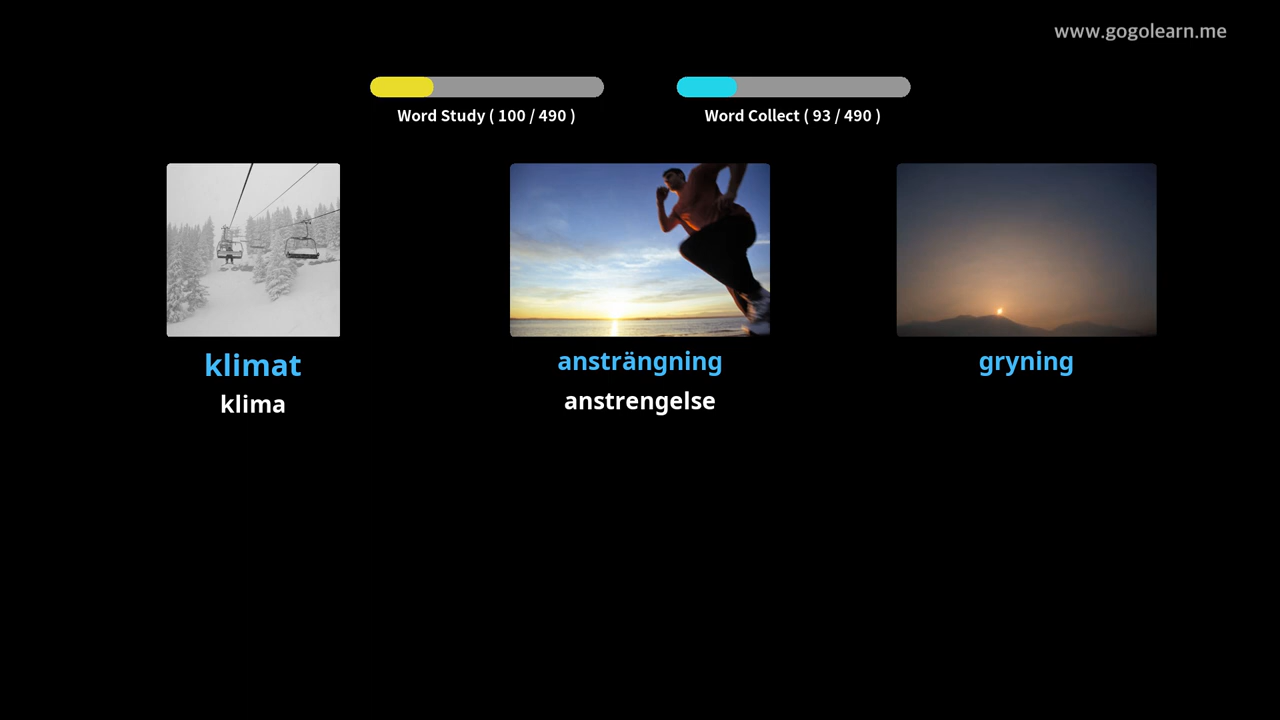 www.gogolearn.me
Word Study ( 100 / 490 )
Word Collect ( 93 / 490 )
klimat
klima
ansträngning
anstrengelse
gryning